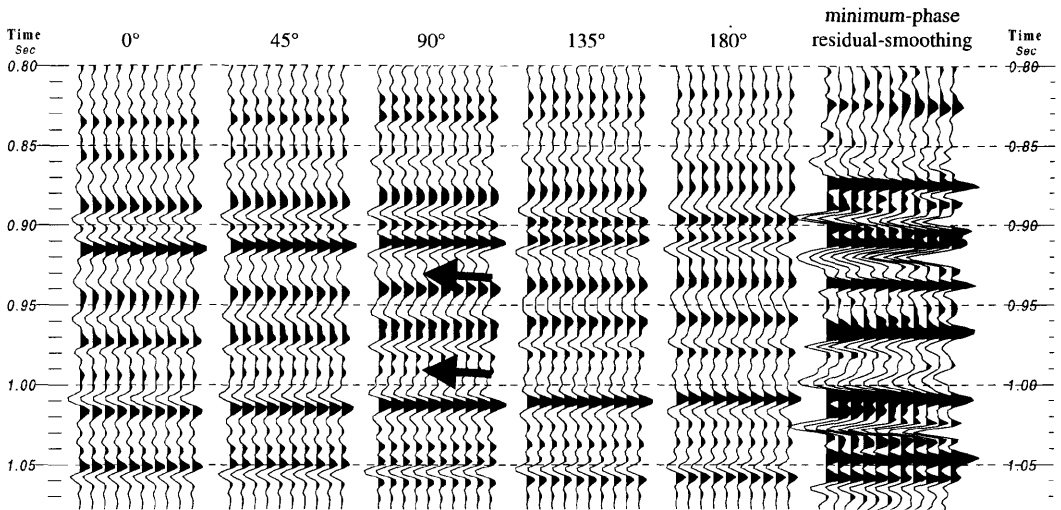 minimum-phase
Time 0° 45° 90° 135° 180° residual-smoothing Time
Sec Sec
0.80 0.80
0.85 0.85
0.90 0.90
0.95 0.95
1.00 1.00
1.05 1.05